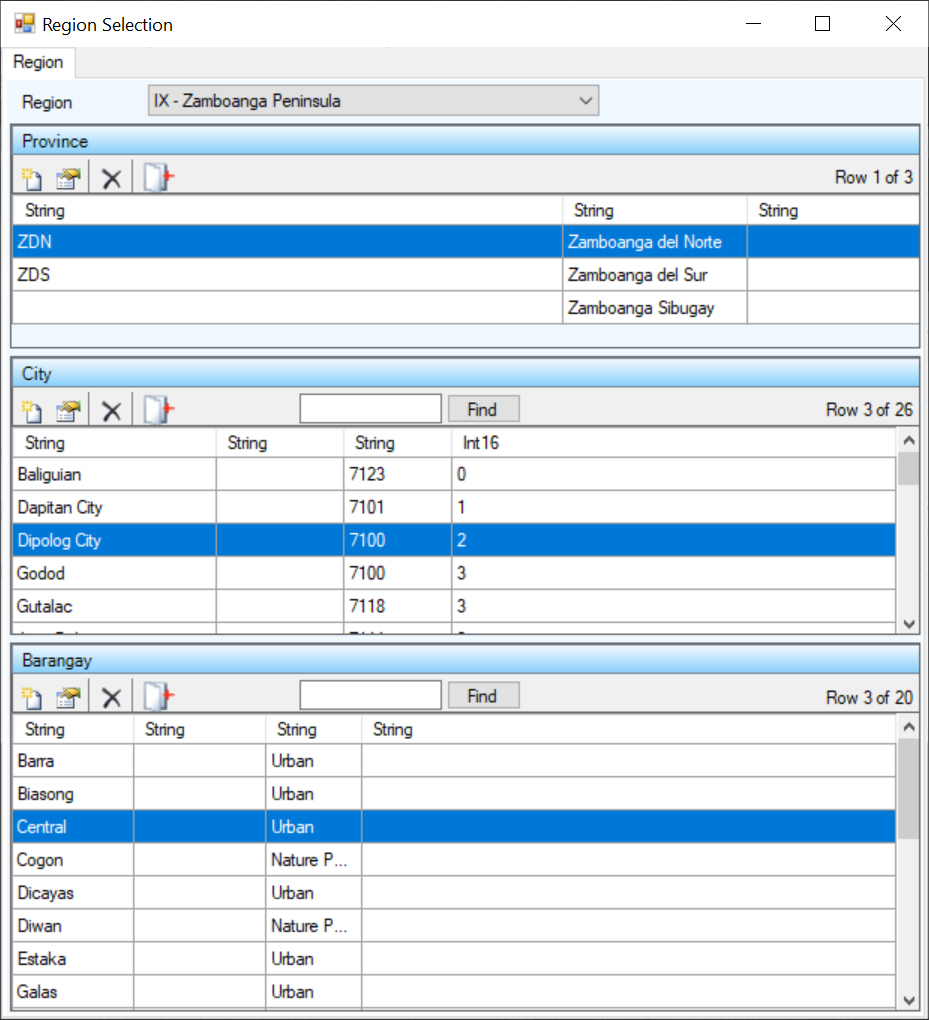 Region Selection
Region
Region IX - Zamboanga Peninsula
Province
Row 1 of 3
String String String
ZDN Zamboanga del Norte
ZDS Zamboanga del Sur
Zamboanga Sibugay
City
Find Row 3 of 26
String String String Int16
Baliguian 7123 0
Dapitan City 7101 1
Dipolog City 7100 2
Godod 7100 3
Gutalac 7118 3
Barangay
Find Row 3 of 20
String String String String
Barra Urban
Biasong Urban
Central Urban
Cogon Nature P...
Dicayas Urban
Diwan Nature P...
Estaka Urban
Galas Urban